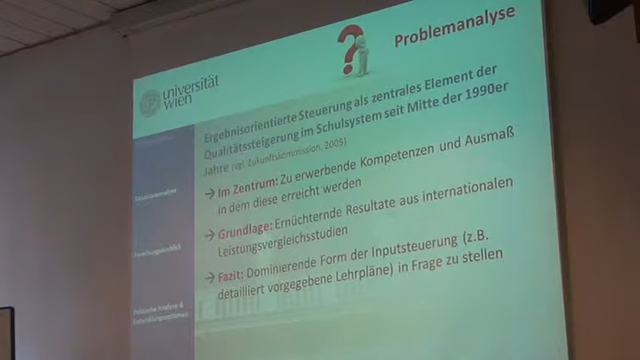 universität
wien
Problemanalyse
Ergebnisorientierte Steuerung als zentrales Element der
Qualitätssteigerung im Schulsystem seit Mitte der 1990er
Jahre (vgl. Zukunftskommission, 2005)
→ Im Zentrum: Zu erwerbende Kompetenzen und Ausmaß
in dem diese erreicht werden
→ Grundlage: Ernüchternde Resultate aus internationalen
Leistungsvergleichsstudien
→ Fazit: Dominierende Form der Inputsteuerung (z.B.
detailliert vorgegebene Lehrpläne) in Frage zu stellen